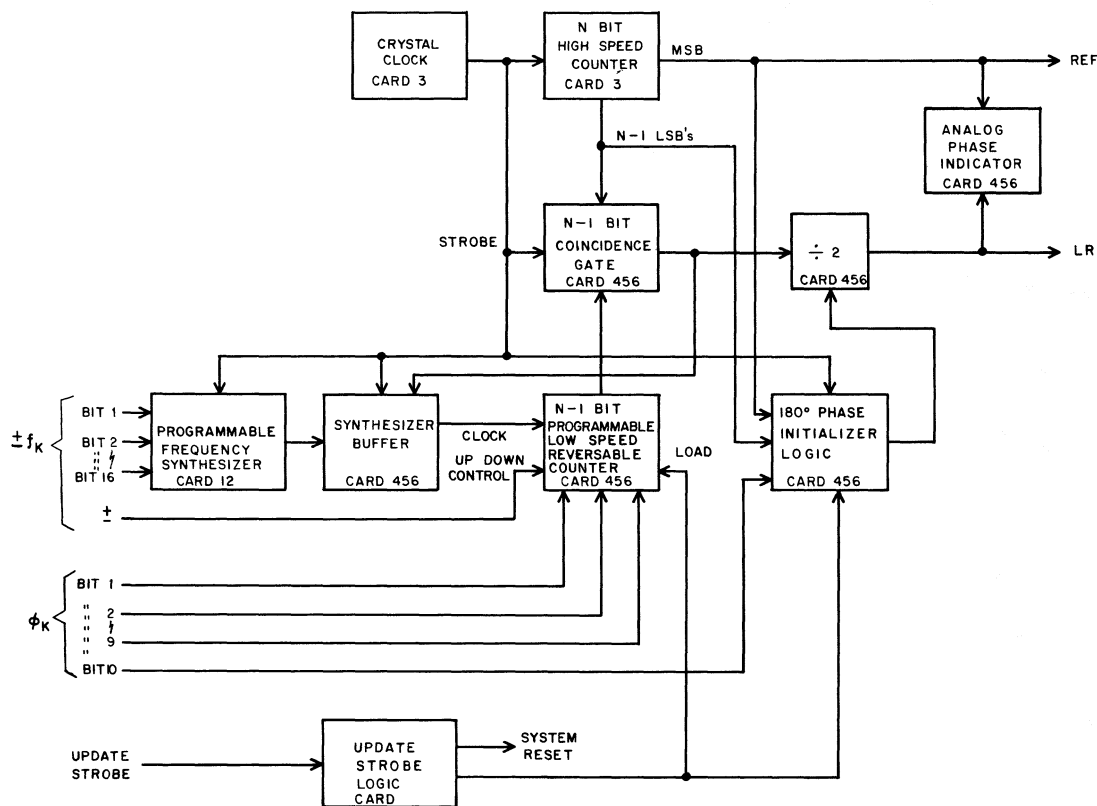 CRYSTAL
CLOCK
CARD 3
N BIT
HIGH SPEED
COUNTER
CARD 3
MSB
REF
N-1 LSB's
ANALOG
PHASE
INDICATOR
CARD 456
STROBE
N-1 BIT
COINCIDENCE
GATE
CARD 456
÷ 2
CARD 456
LR
± fK
BIT 1
BIT 2
" "
BIT 16
±
PROGRAMMABLE
FREQUENCY
SYNTHESIZER
CARD 12
SYNTHESIZER
BUFFER
CARD 456
CLOCK
UP DOWN
CONTROL
N-1 BIT
PROGRAMMABLE
LOW SPEED
REVERSABLE
COUNTER
CARD 456
LOAD
180° PHASE
INITIALIZER
LOGIC
CARD 456
ϕK
BIT 1
" 2
"
" 9
"
BIT 10
UPDATE
STROBE
UPDATE
STROBE
LOGIC
CARD
SYSTEM
RESET